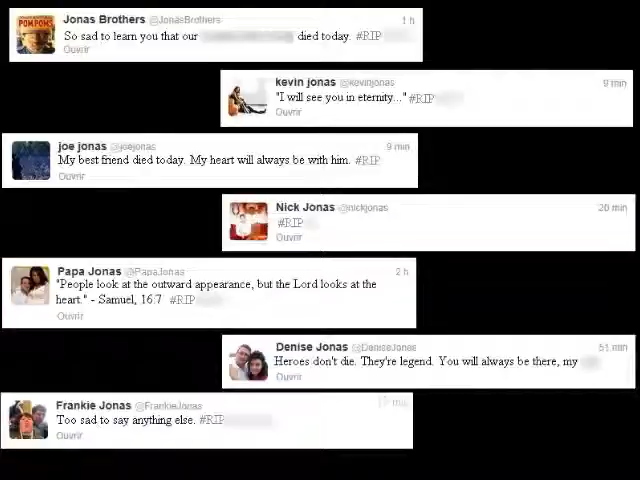 POMPOMS
Jonas Brothers @JonasBrothers 1 h
So sad to learn you that our died today. #RIP
Ouvrir
kevin jonas @kevinjonas 9 min
"I will see you in eternity..." #RIP
Ouvrir
joe jonas @joejonas 9 min
My best friend died today. My heart will always be with him. #RIP
Ouvrir
Nick Jonas @nickjonas 20 min
#RIP
Ouvrir
Papa Jonas @PapaJonas 2 h
"People look at the outward appearance, but the Lord looks at the
heart." - Samuel, 16:7 #RIP
Ouvrir
Denise Jonas @DeniseJonas 51 min
Heroes don't die. They're legend. You will always be there, my
Ouvrir
Frankie Jonas @FrankieJonas
Too sad to say anything else. #RIP
Ouvrir